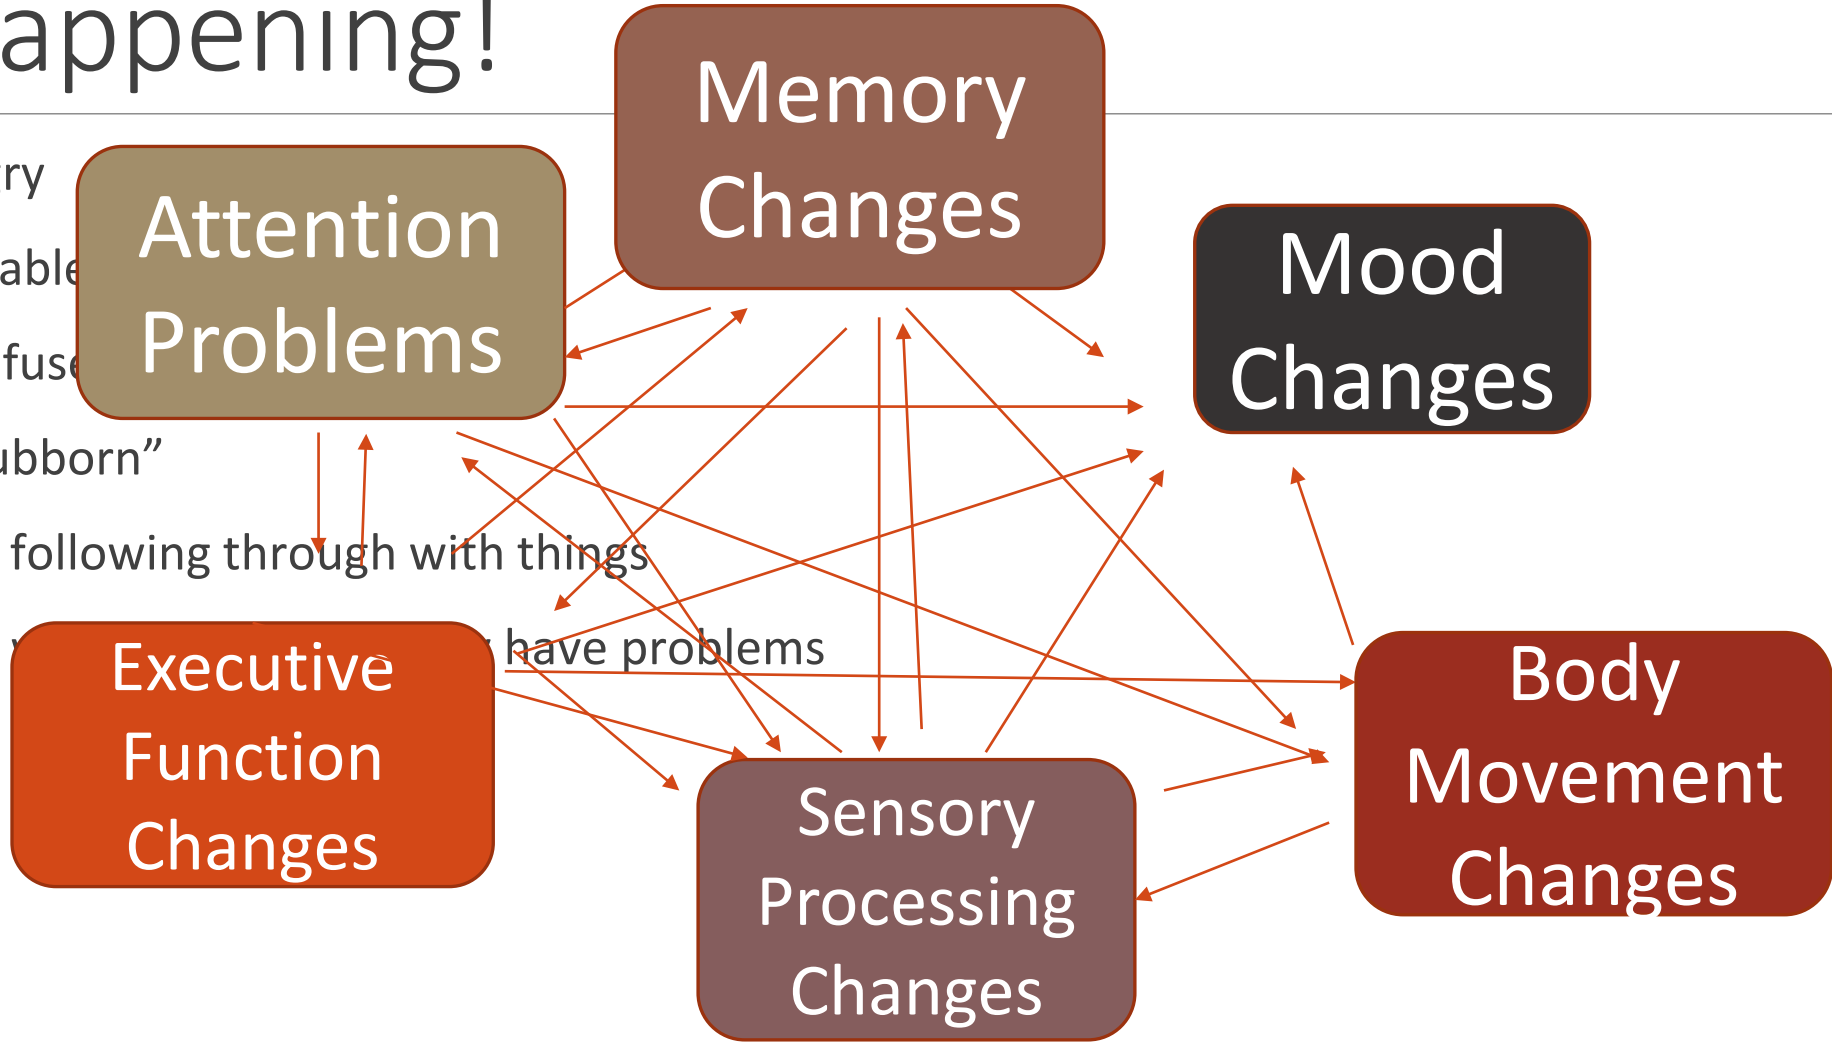 appening!
Memory
Changes
Attention
Problems
Mood
Changes
ry
able
fuse
ubborn”
following through with things
have problems
Executive
Function
Changes
Sensory
Processing
Changes
Body
Movement
Changes